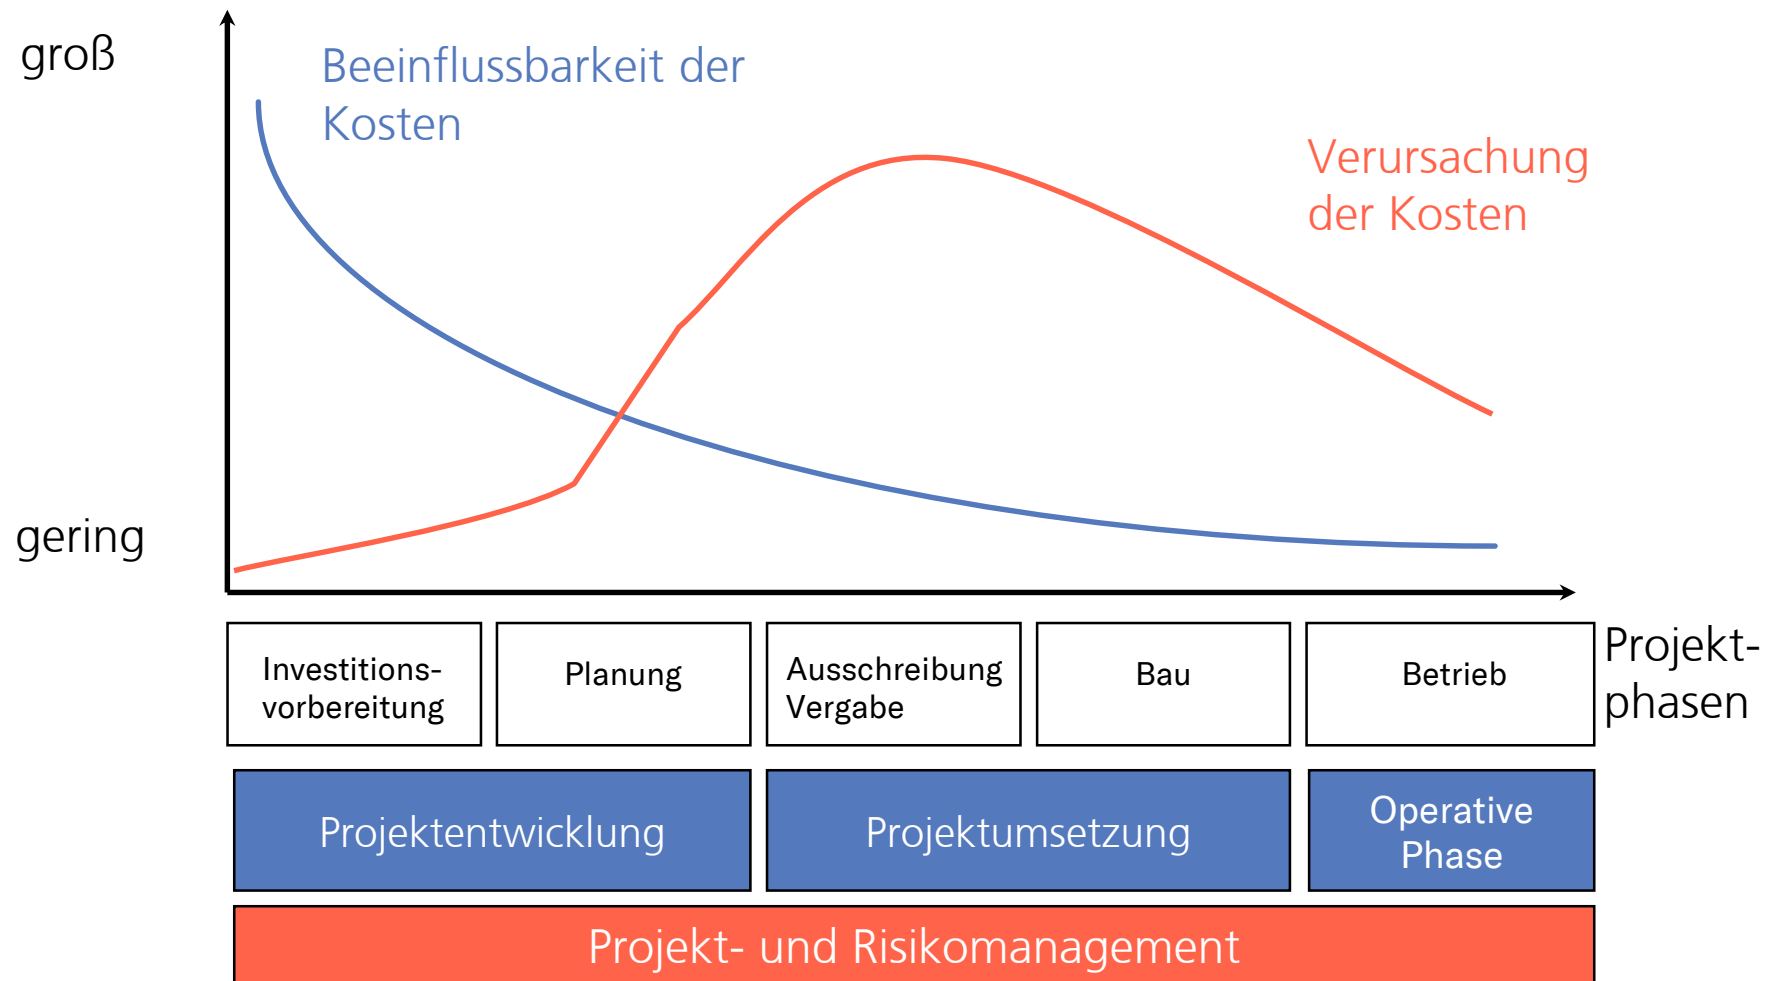 groß
Beeinflussbarkeit der
Kosten
Verursachung
der Kosten
gering
Investitions-
vorbereitung
Planung
Ausschreibung
Vergabe
Bau
Betrieb
Projekt-
phasen
Projektentwicklung
Projektumsetzung
Operative
Phase
Projekt- und Risikomanagement